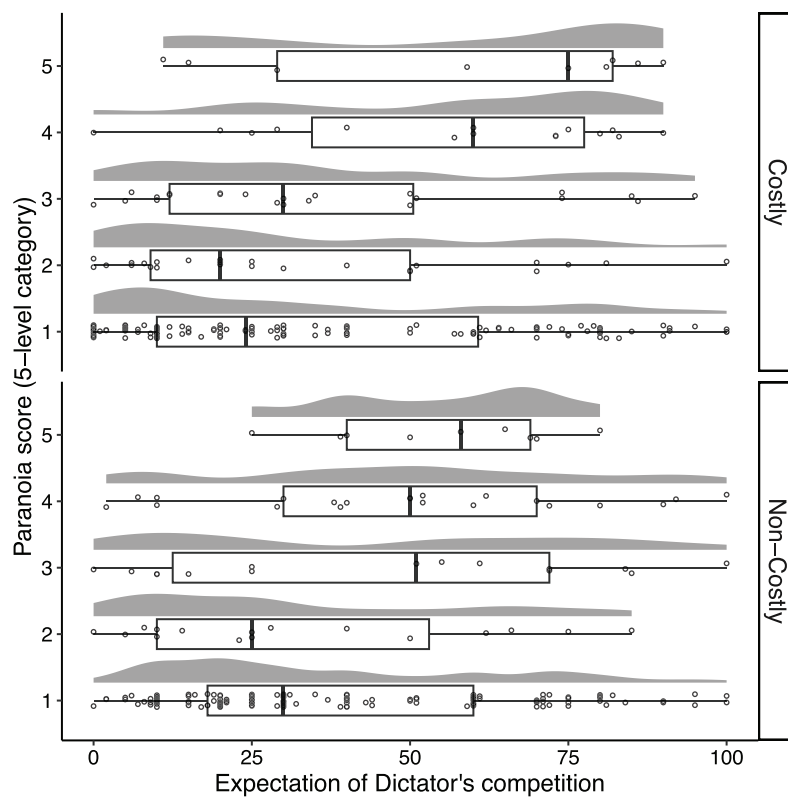 Paranoia score (5−level category)
5
4
3
2
1
Costly
5
4
3
2
1
Non−Costly
0 25 50 75 100
Expectation of Dictator's competition